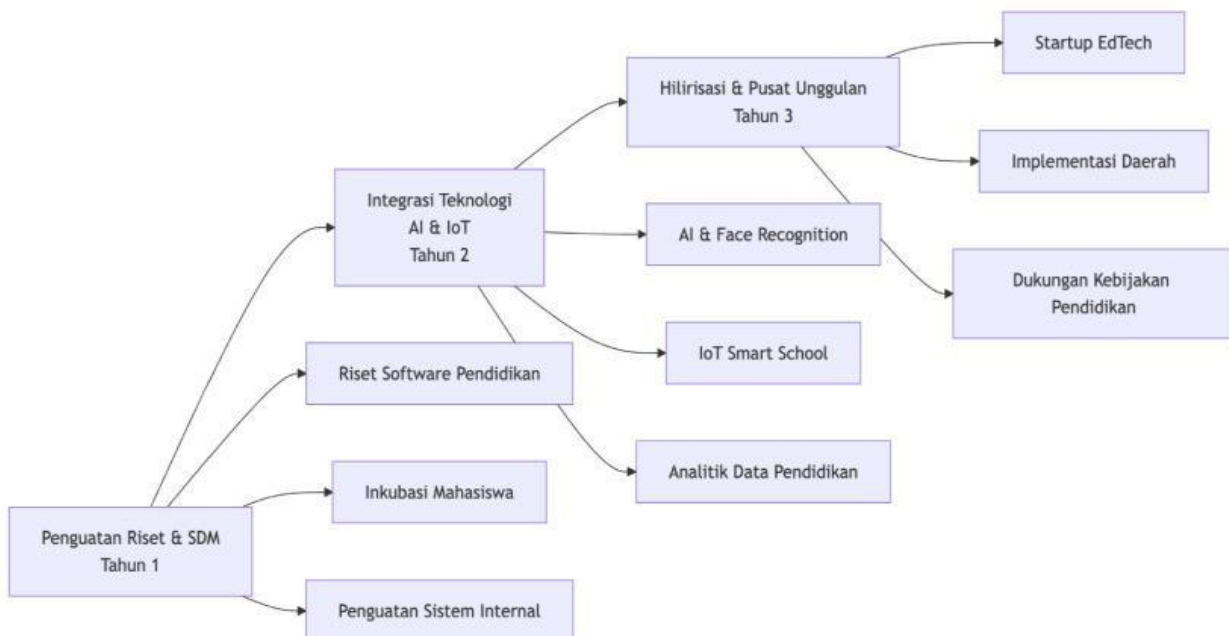 Startup EdTech
Hilirisasi & Pusat Unggulan
Tahun 3
Implementasi Daerah
Integrasi Teknologi
AI & IoT
Tahun 2
AI & Face Recognition
Dukungan Kebijakan
Pendidikan
IoT Smart School
Riset Software Pendidikan
Analitik Data Pendidikan
Inkubasi Mahasiswa
Penguatan Riset & SDM
Tahun 1
Penguatan Sistem Internal